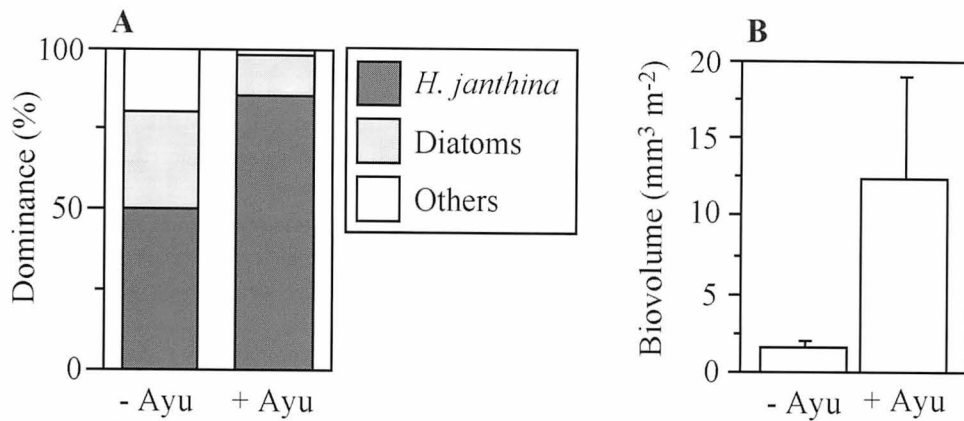 A
Dominance (%)
100
50
0
- Ayu
+ Ayu
H. janthina
Diatoms
Others
B
Biovolume (mm³ m⁻²)
20
15
10
5
0
- Ayu
+ Ayu